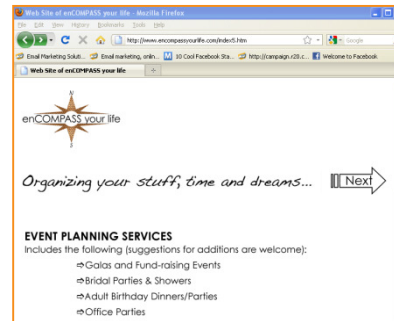 Web Site of enCOMPASS your life - Mozilla Firefox
File Edit View History Bookmarks Tools Help
http://www.encompassyourlife.com/index5.htm
Google
Email Marketing Soluti...
Email marketing, onlin...
10 Cool Facebook Sta...
http://campaign.r20.c...
Welcome to Facebook
Web Site of enCOMPASS your life
N
enCOMPASS your life
S
Organizing your stuff, time and dreams...
Next
EVENT PLANNING SERVICES
Includes the following (suggestions for additions are welcome):
⇨Galas and Fund-raising Events
⇨Bridal Parties & Showers
⇨Adult Birthday Dinners/Parties
⇨Office Parties